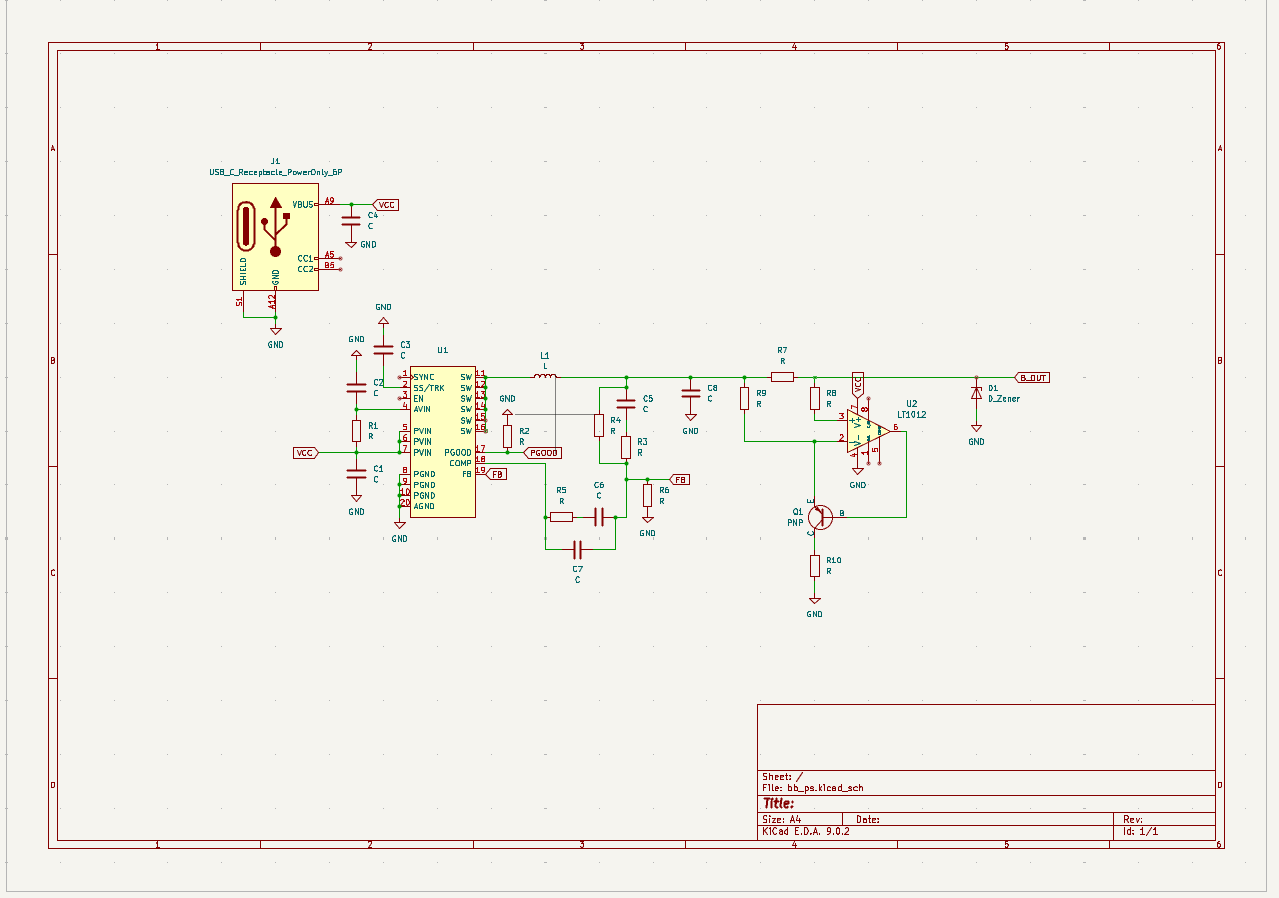 1 2 3 4 5 6
A A
J1
USB_C_Receptacle_PowerOnly_6P
VBUS A9 VCC
C4
C
GND
CC1 A5
CC2 B5
SHIELD GND
S1 A12
GND
GND
GND
C3
C
U1
B B
L1
L
R7
R
C2
C
1 SYNC SW 11
2 SS/TRK SW 12
3 EN SW 13
4 AVIN SW 14
SW 15
5 PVIN SW 16
6 PVIN
7 PVIN PGOOD 17
COMP 18
8 PGND FB 19
9 PGND
10 PGND
20 AGND
GND
R1
R
VCC
C1
C
GND
GND
R2
R
PGOOD
FB
R4
R
C5
C
R3
R
C8
C
GND
FB
R6
R
GND
R5
R
C6
C
C7
C
R9
R
R8
R
VCC
7 8
U2
LT1012
3 + V+
2 - V-
6
4 1 5
GND
B_OUT
D1
D_Zener
GND
Q1
PNP
E
B
C
R10
R
GND
C C
D D
Sheet: /
File: bb_ps.kicad_sch
Title:
Size: A4 Date: Rev:
KiCad E.D.A. 9.0.2 Id: 1/1
1 2 3 4 5 6